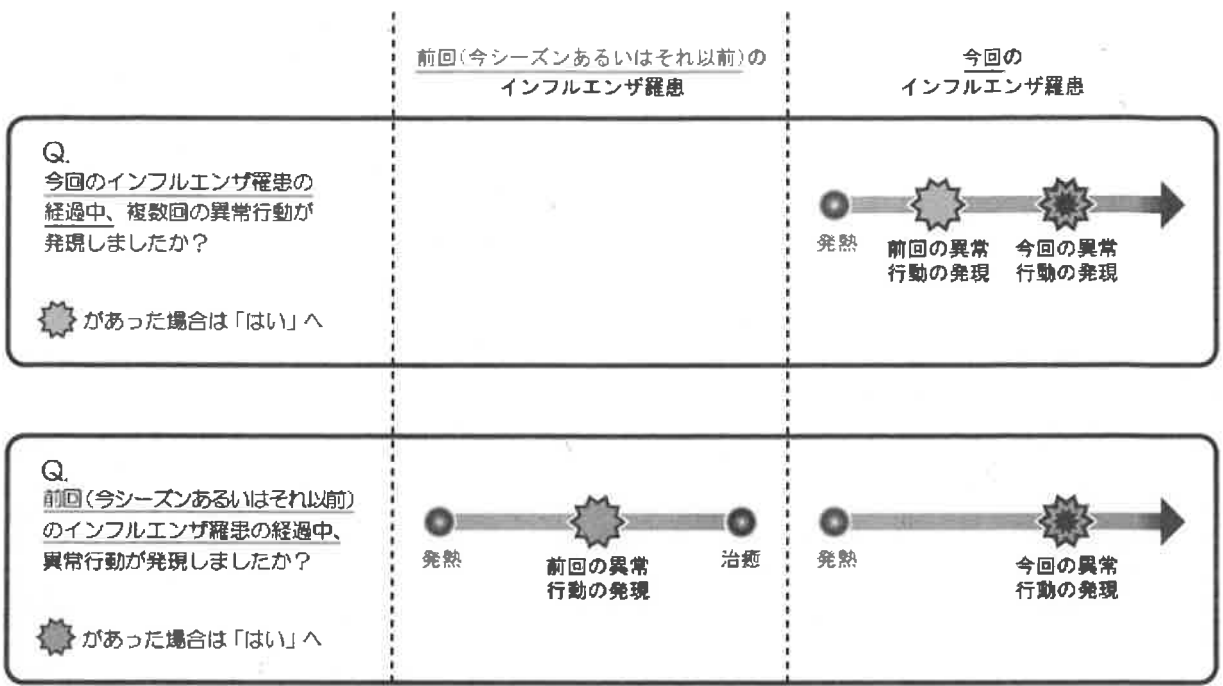 前回(今シーズンあるいはそれ以前)の
インフルエンザ罹患
今回の
インフルエンザ罹患
Q.
今回のインフルエンザ罹患の
経過中、複数回の異常行動が
発現しましたか?
があった場合は「はい」へ
発熱
前回の異常
行動の発現
今回の異常
行動の発現
Q.
前回(今シーズンあるいはそれ以前)
のインフルエンザ罹患の経過中、
異常行動が発現しましたか?
があった場合は「はい」へ
発熱
前回の異常
行動の発現
治癒
発熱
今回の異常
行動の発現